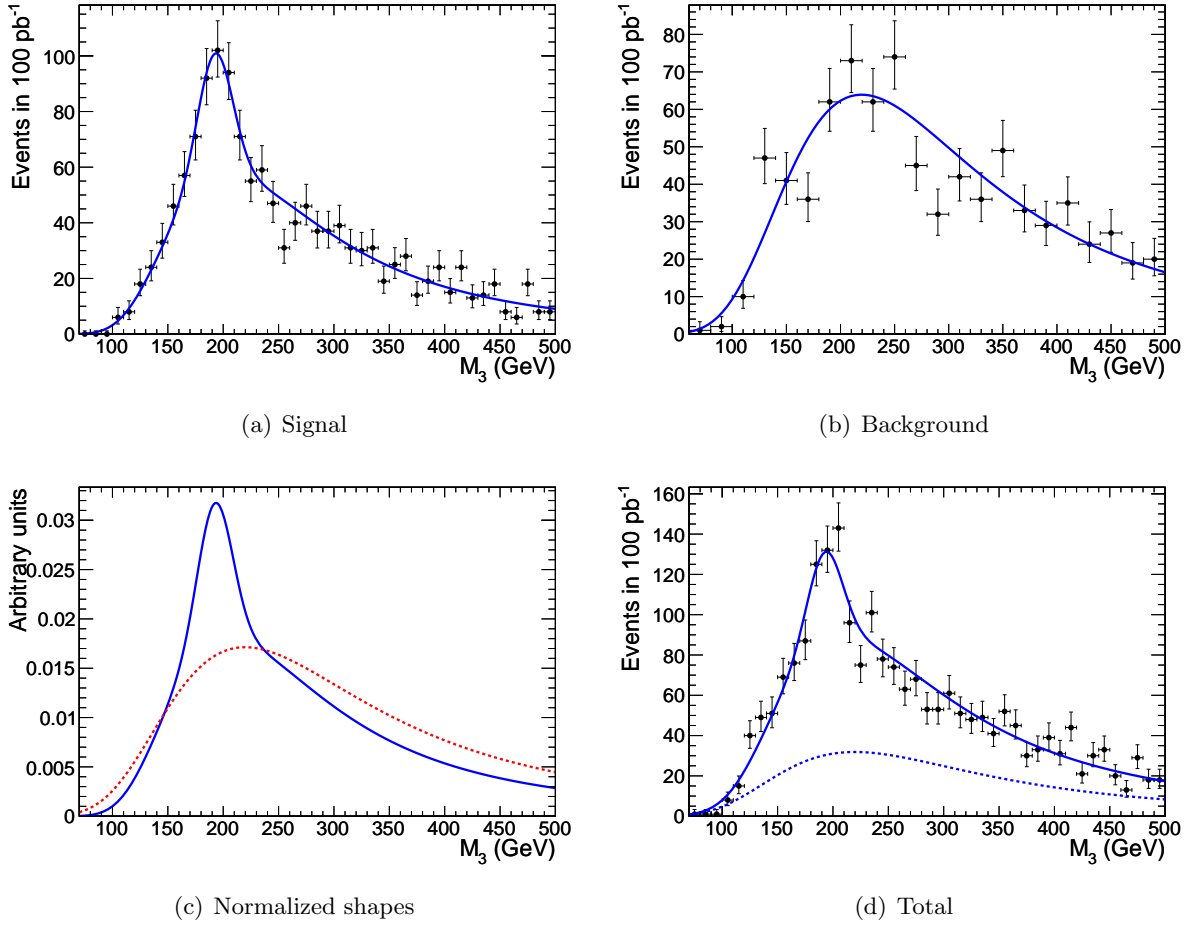 Events in 100 pb⁻¹
100
80
60
40
20
0
100 150 200 250 300 350 400 450 500
M₃ (GeV)
(a) Signal
Events in 100 pb⁻¹
80
70
60
50
40
30
20
10
0
100 150 200 250 300 350 400 450 500
M₃ (GeV)
(b) Background
Arbitrary units
0.03
0.025
0.02
0.015
0.01
0.005
0
100 150 200 250 300 350 400 450 500
M₃ (GeV)
(c) Normalized shapes
Events in 100 pb⁻¹
160
140
120
100
80
60
40
20
0
100 150 200 250 300 350 400 450 500
M₃ (GeV)
(d) Total